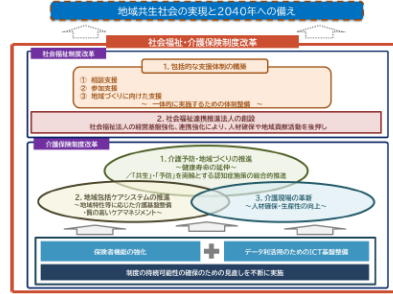 地域共生社会の実現と2040年への備え
社会福祉・介護保険制度改革
社会福祉制度改革
1. 包括的な支援体制の構築
① 相談支援
② 参加支援
③ 地域づくりに向けた支援
～ 一体的に実施するための体制整備 ～
2. 社会福祉連携推進法人の創設
社会福祉法人の経営基盤強化、連携強化により、人材確保や地域貢献活動を後押し
介護保険制度改革
1. 介護予防・地域づくりの推進
～健康寿命の延伸～
/「共生」・「予防」を両輪とする認知症施策の総合的推進
2. 地域包括ケアシステムの推進
～地域特性等に応じた介護基盤整備
・質の高いケアマネジメント～
3. 介護現場の革新
～人材確保・生産性の向上～
保険者機能の強化
データ利活用のためのICT基盤整備
制度の持続可能性の確保のための見直しを不断に実施